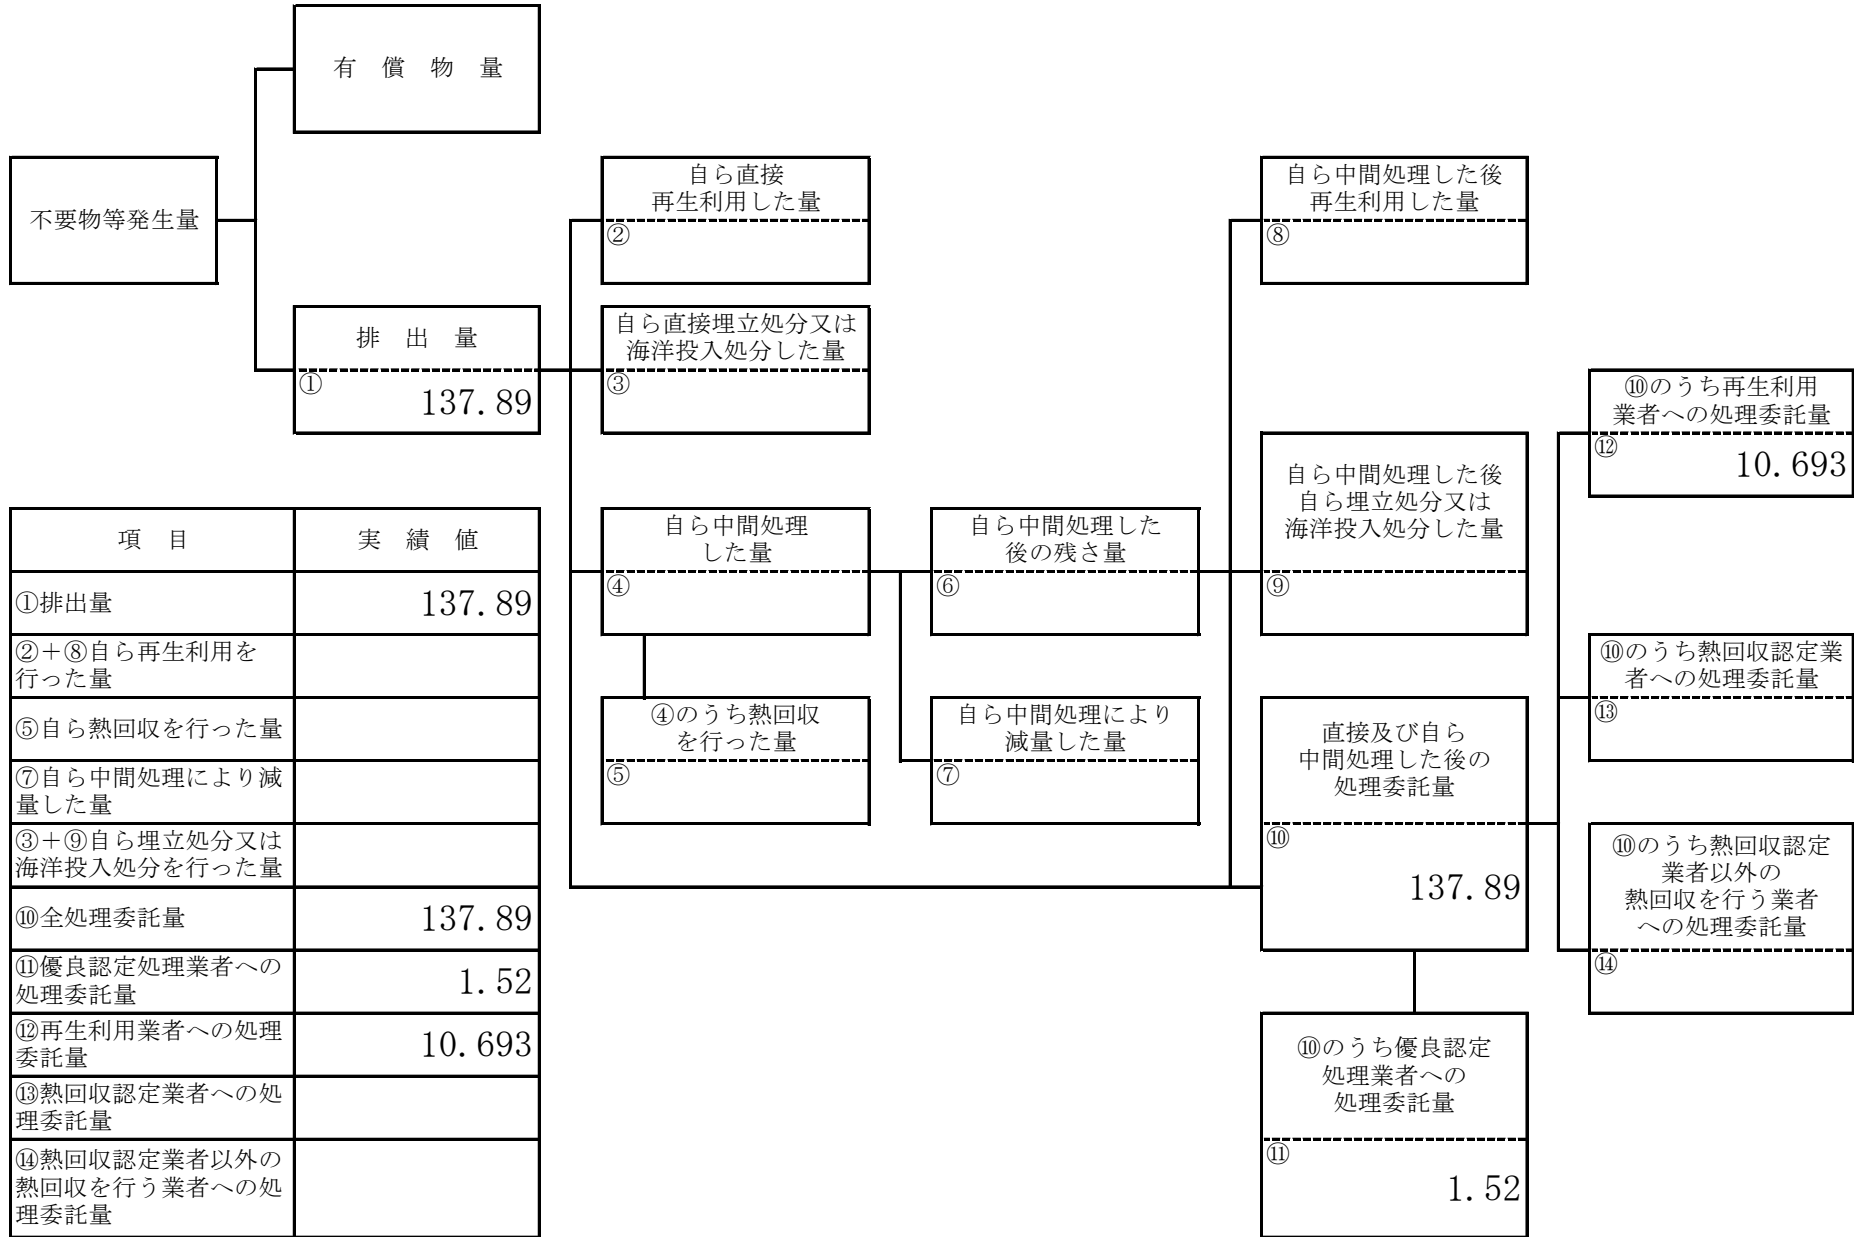 有 償 物 量
不要物等発生量
排 出 量
①
137.89
自ら直接
再生利用した量
②
自ら直接埋立処分又は
海洋投入処分した量
③
自ら中間処理
した量
④
④のうち熱回収
を行った量
⑤
自ら中間処理した
後の残さ量
⑥
自ら中間処理により
減量した量
⑦
自ら中間処理した後
再生利用した量
⑧
自ら中間処理した後
自ら埋立処分又は
海洋投入処分した量
⑨
直接及び自ら
中間処理した後の
処理委託量
⑩
137.89
⑩のうち優良認定
処理業者への
処理委託量
⑪
1.52
⑩のうち再生利用
業者への処理委託量
⑫
10.693
⑩のうち熱回収認定業
者への処理委託量
⑬
⑩のうち熱回収認定
業者以外の
熱回収を行う業者
への処理委託量
⑭
項 目
実 績 値
①排出量
137.89
②+⑧自ら再生利用を
行った量
⑤自ら熱回収を行った量
⑦自ら中間処理により減
量した量
③+⑨自ら埋立処分又は
海洋投入処分を行った量
⑩全処理委託量
137.89
⑪優良認定処理業者への
処理委託量
1.52
⑫再生利用業者への処理
委託量
10.693
⑬熱回収認定業者への処
理委託量
⑭熱回収認定業者以外の
熱回収を行う業者への処
理委託量